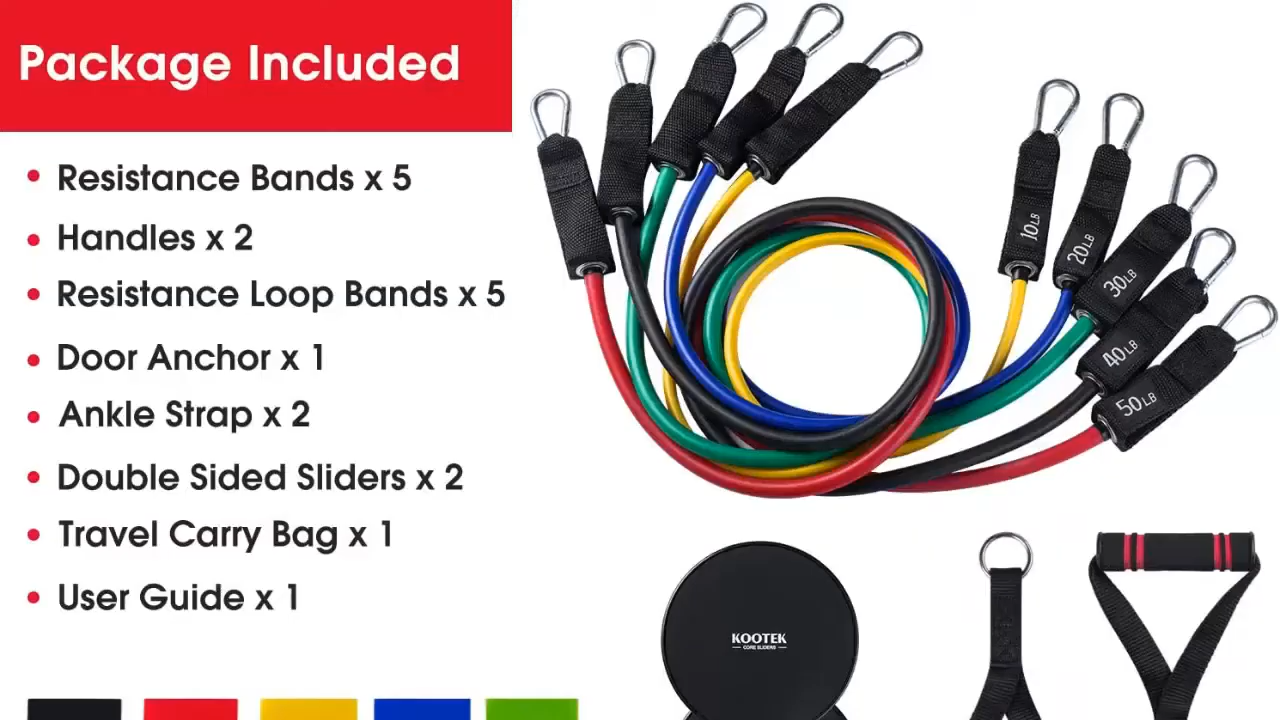 Package Included
Resistance Bands x 5
Handles x 2
Resistance Loop Bands x 5
Door Anchor x 1
Ankle Strap x 2
Double Sided Sliders x 2
Travel Carry Bag x 1
User Guide x 1
10LB
20LB
30LB
40LB
50LB
KOOTEK
CORE SLIDERS